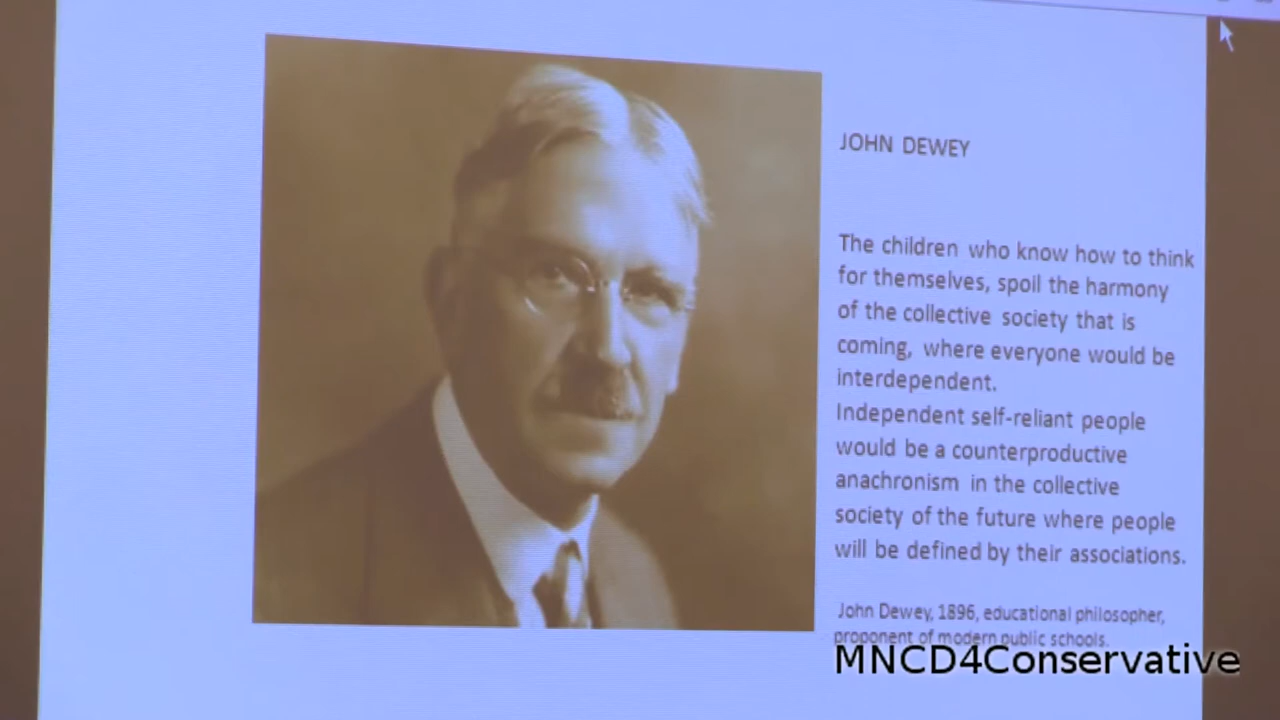 JOHN DEWEY
The children who know how to think
for themselves, spoil the harmony
of the collective society that is
coming, where everyone would be
interdependent.
Independent self-reliant people
would be a counterproductive
anachronism in the collective
society of the future where people
will be defined by their associations.
John Dewey, 1896, educational philosopher,
proponent of modern public schools.
MNCD4Conservative